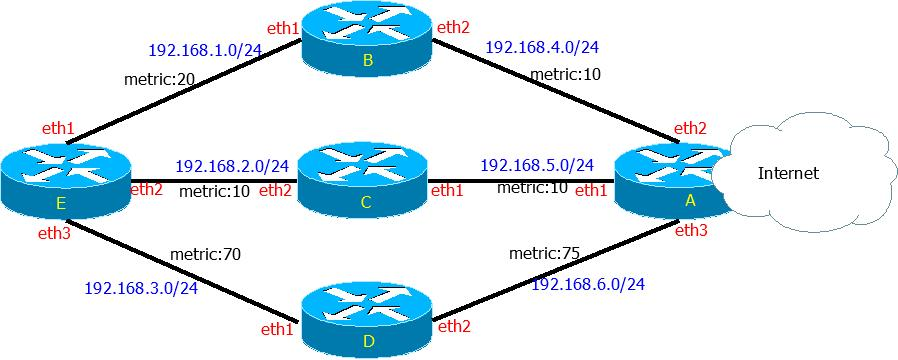 eth1
B
eth2
192.168.1.0/24
192.168.4.0/24
metric:20
metric:10
eth1
eth2
E
eth2
192.168.2.0/24
metric:10
eth2
C
eth1
192.168.5.0/24
metric:10
eth1
A
Internet
eth3
eth3
metric:70
metric:75
192.168.3.0/24
192.168.6.0/24
eth1
D
eth2